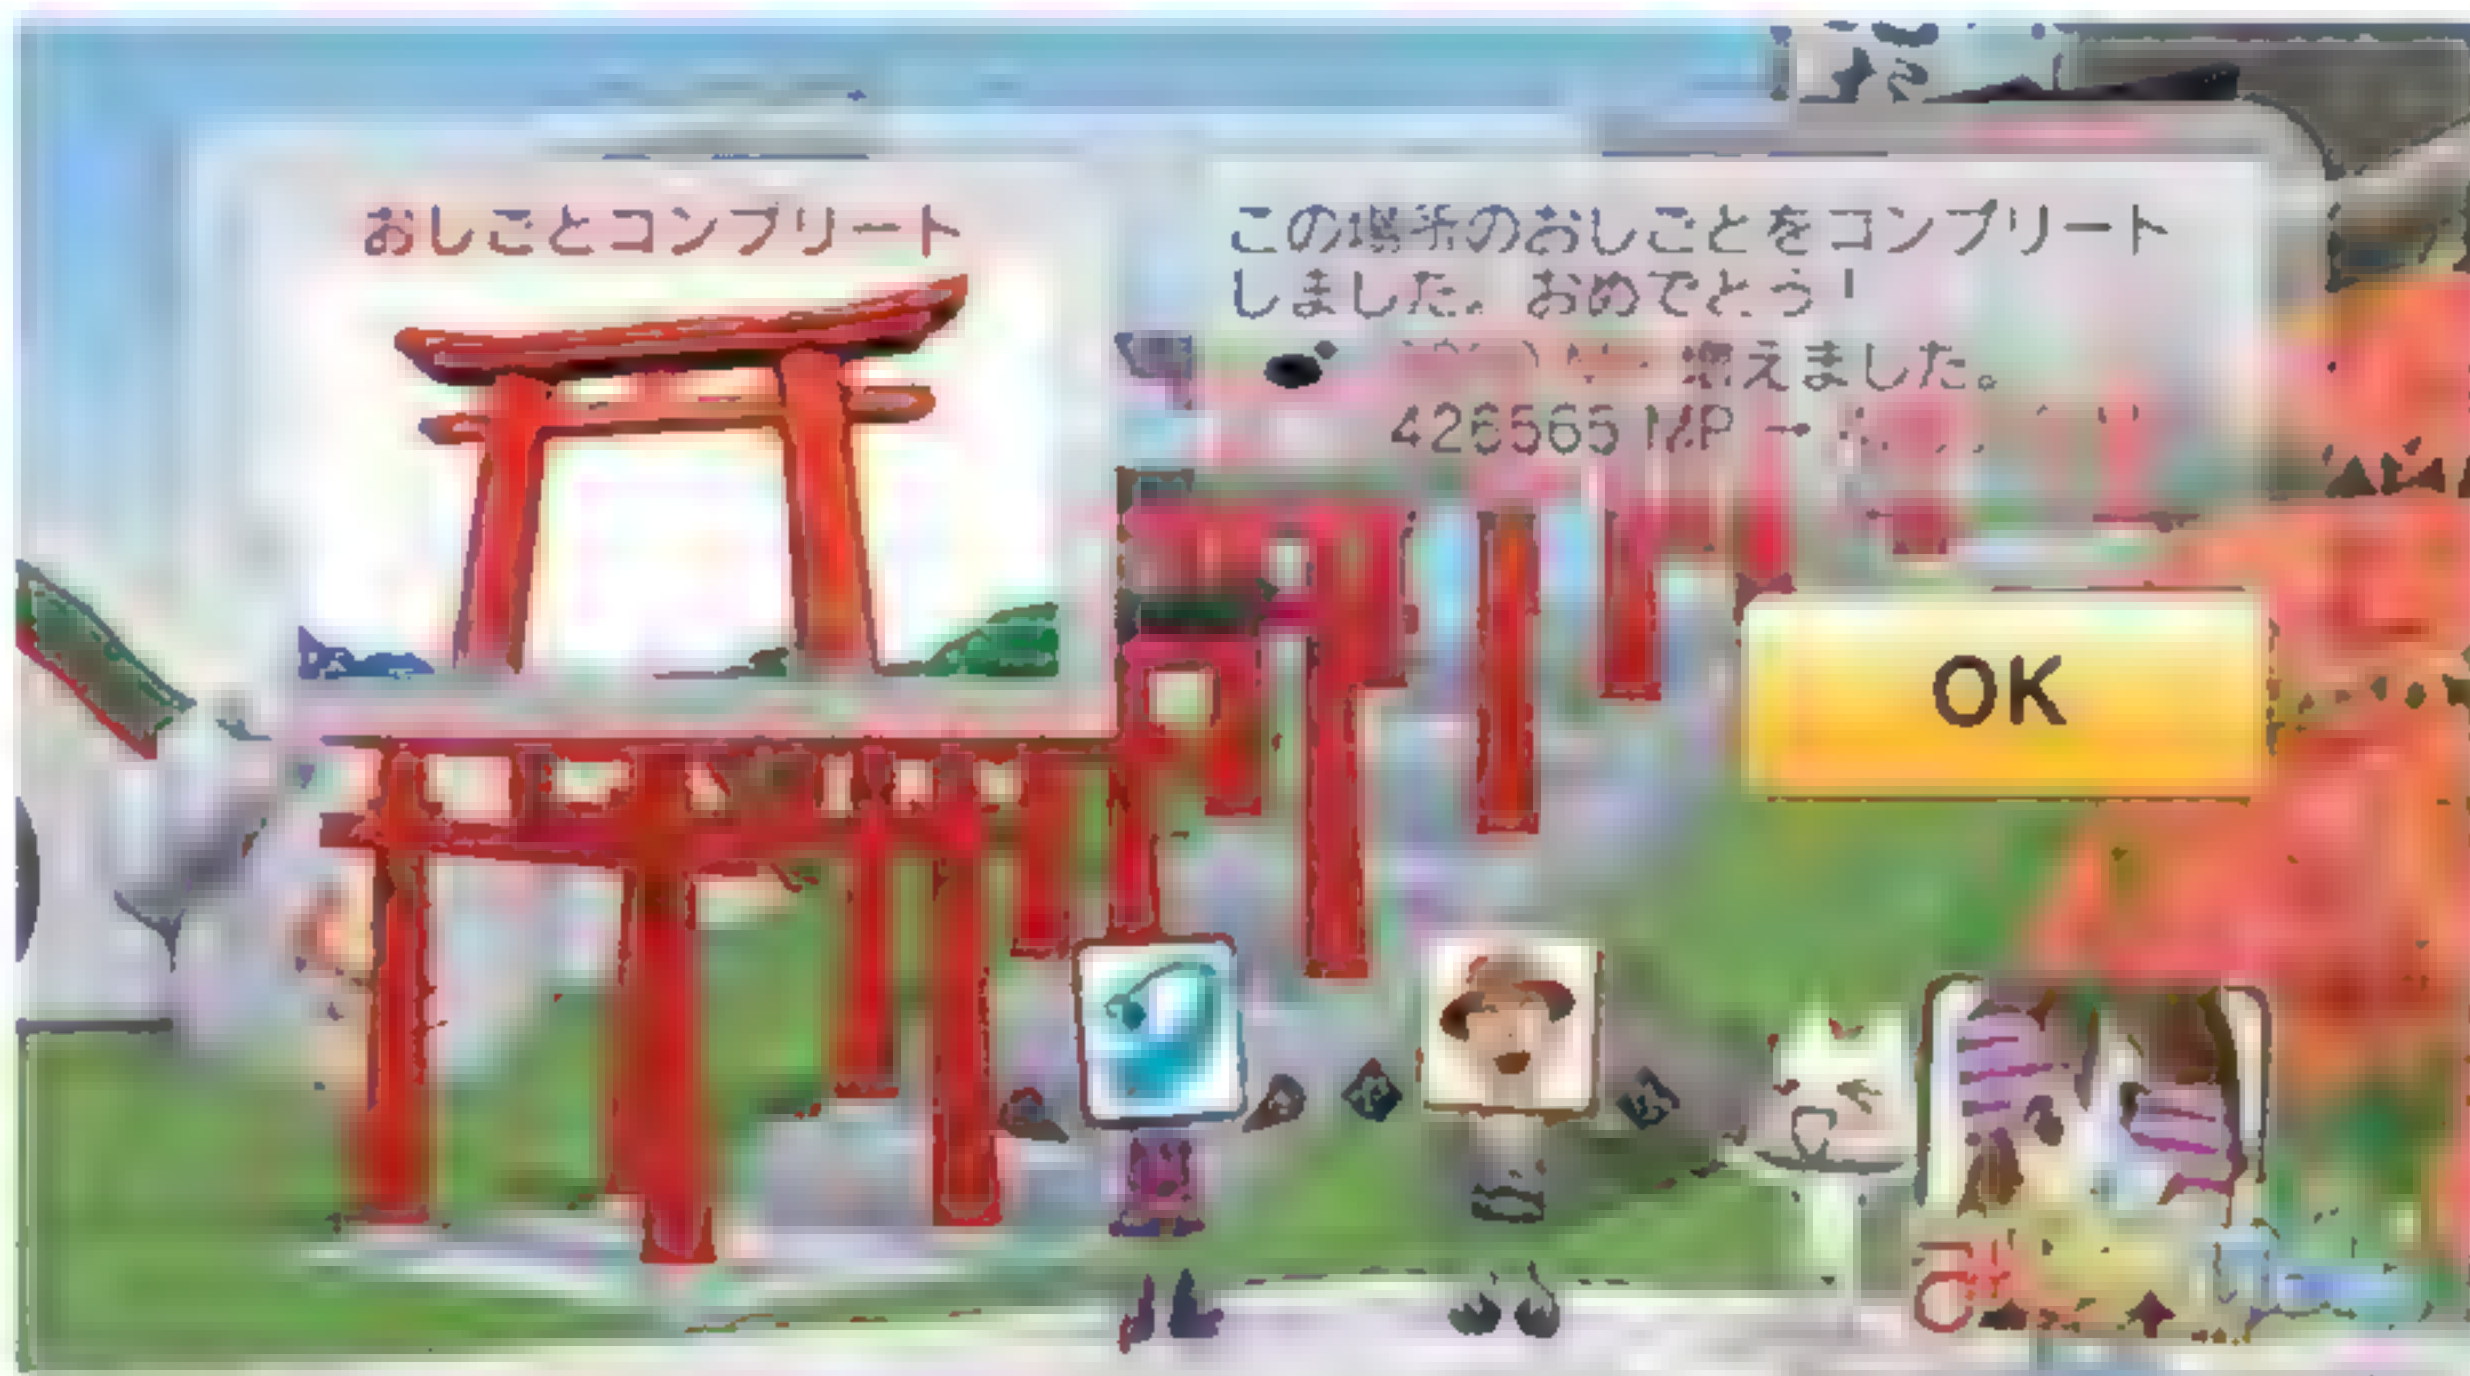 おしごとコンプリート
この場所のおしごとをコンプリート
しました。おめでとう！
増えました。
426565 MP →
OK